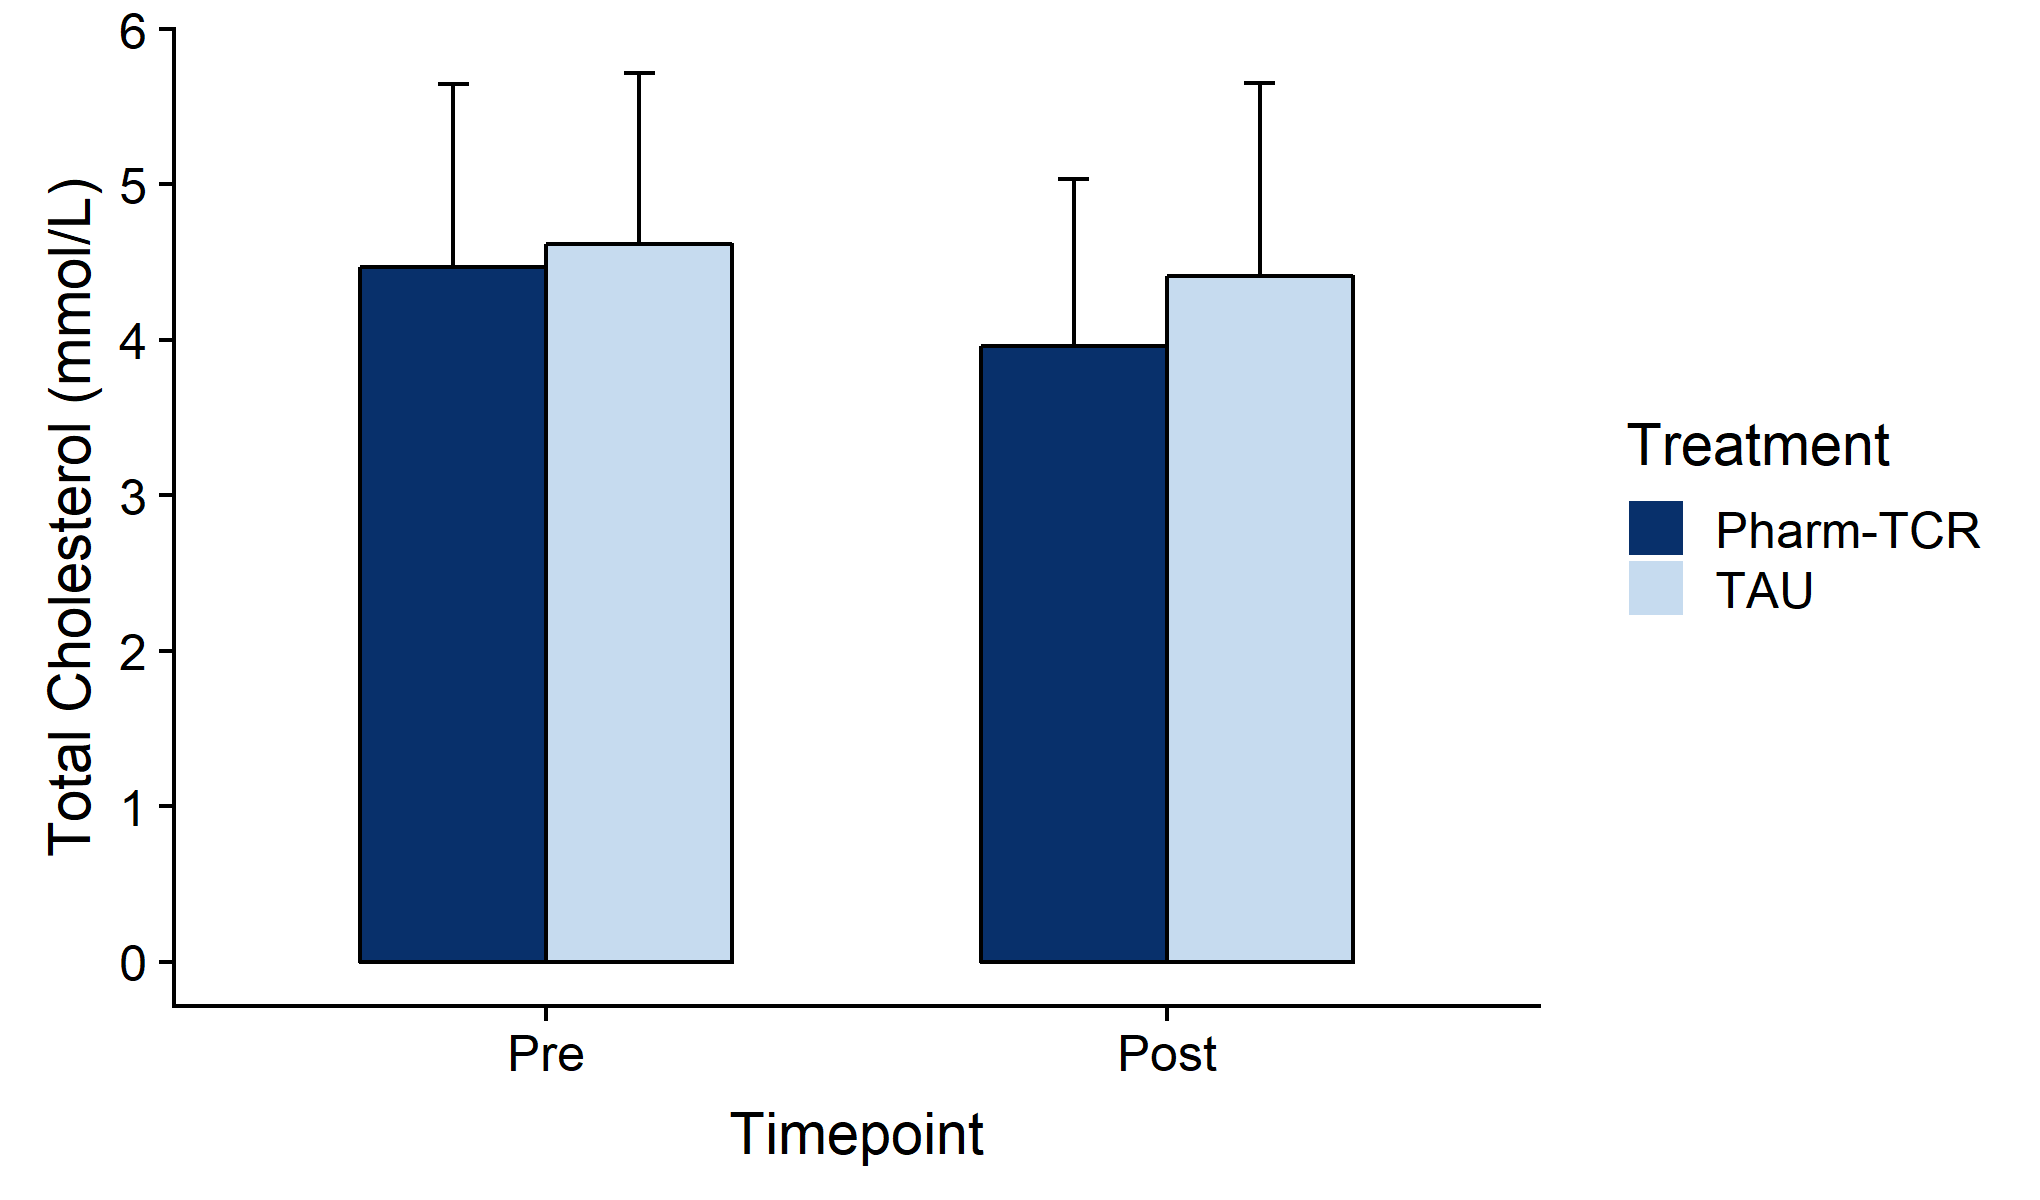 6
5
4
3
2
1
0
Total Cholesterol (mmol/L)
Pre
Post
Timepoint
Treatment
Pharm-TCR
TAU